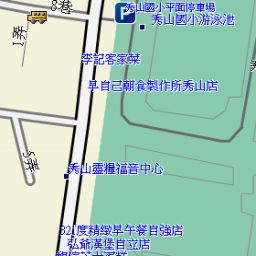 秀山國小平面停車場
8巷
秀山國小游泳池
1弄
李記客家菜
早自己朝食製作所秀山店
5弄
秀山靈糧福音中心
321度精緻早午餐自強店
弘爺漢堡自立店